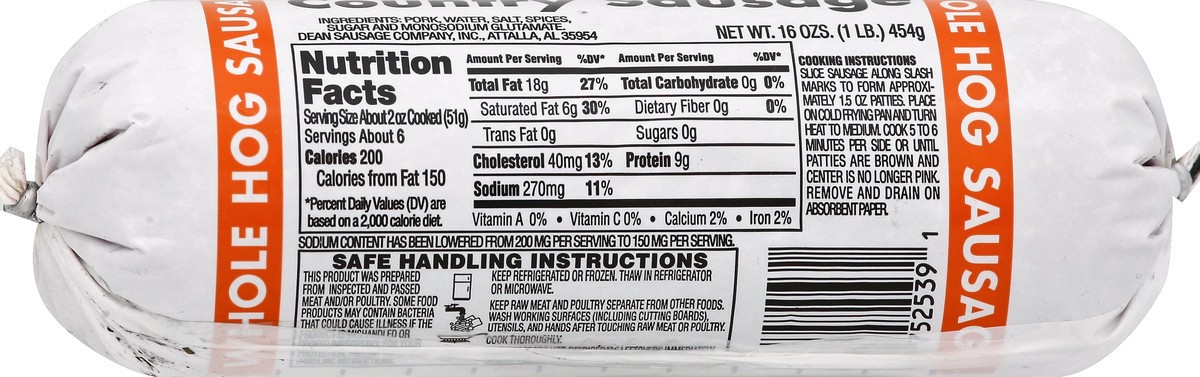 Country Sausage
INGREDIENTS: PORK, WATER, SALT, SPICES,
SUGAR AND MONOSODIUM GLUTAMATE.
DEAN SAUSAGE COMPANY, INC., ATTALLA, AL 35954
NET WT. 16 OZS. (1 LB.) 454g
WHOLE HOG SAUSA
Nutrition
Facts
Serving Size About 2 oz Cooked (51g)
Servings About 6
Calories 200
Calories from Fat 150
*Percent Daily Values (DV) are
based on a 2,000 calorie diet.
Amount Per Serving %DV* Amount Per Serving %DV*
Total Fat 18g 27% Total Carbohydrate 0g 0%
Saturated Fat 6g 30% Dietary Fiber 0g 0%
Trans Fat 0g Sugars 0g
Cholesterol 40mg 13% Protein 9g
Sodium 270mg 11%
Vitamin A 0% • Vitamin C 0% • Calcium 2% • Iron 2%
SODIUM CONTENT HAS BEEN LOWERED FROM 200 MG PER SERVING TO 150 MG PER SERVING.
COOKING INSTRUCTIONS
SLICE SAUSAGE ALONG SLASH
MARKS TO FORM APPROXI-
MATELY 1.5 OZ PATTIES. PLACE
ON COLD FRYING PAN AND TURN
HEAT TO MEDIUM. COOK 5 TO 6
MINUTES PER SIDE OR UNTIL
PATTIES ARE BROWN AND
CENTER IS NO LONGER PINK.
REMOVE AND DRAIN ON
ABSORBENT PAPER.
SAFE HANDLING INSTRUCTIONS
THIS PRODUCT WAS PREPARED
FROM INSPECTED AND PASSED
MEAT AND/OR POULTRY. SOME FOOD
PRODUCTS MAY CONTAIN BACTERIA
THAT COULD CAUSE ILLNESS IF THE
PRODUCT IS MISHANDLED OR
KEEP REFRIGERATED OR FROZEN. THAW IN REFRIGERATOR
OR MICROWAVE.
KEEP RAW MEAT AND POULTRY SEPARATE FROM OTHER FOODS.
WASH WORKING SURFACES (INCLUDING CUTTING BOARDS),
UTENSILS, AND HANDS AFTER TOUCHING RAW MEAT OR POULTRY.
COOK THOROUGHLY.
REFRIGERATE LEFTOVERS IMMEDIATELY
52539 1
OLE HOG SAUSAG